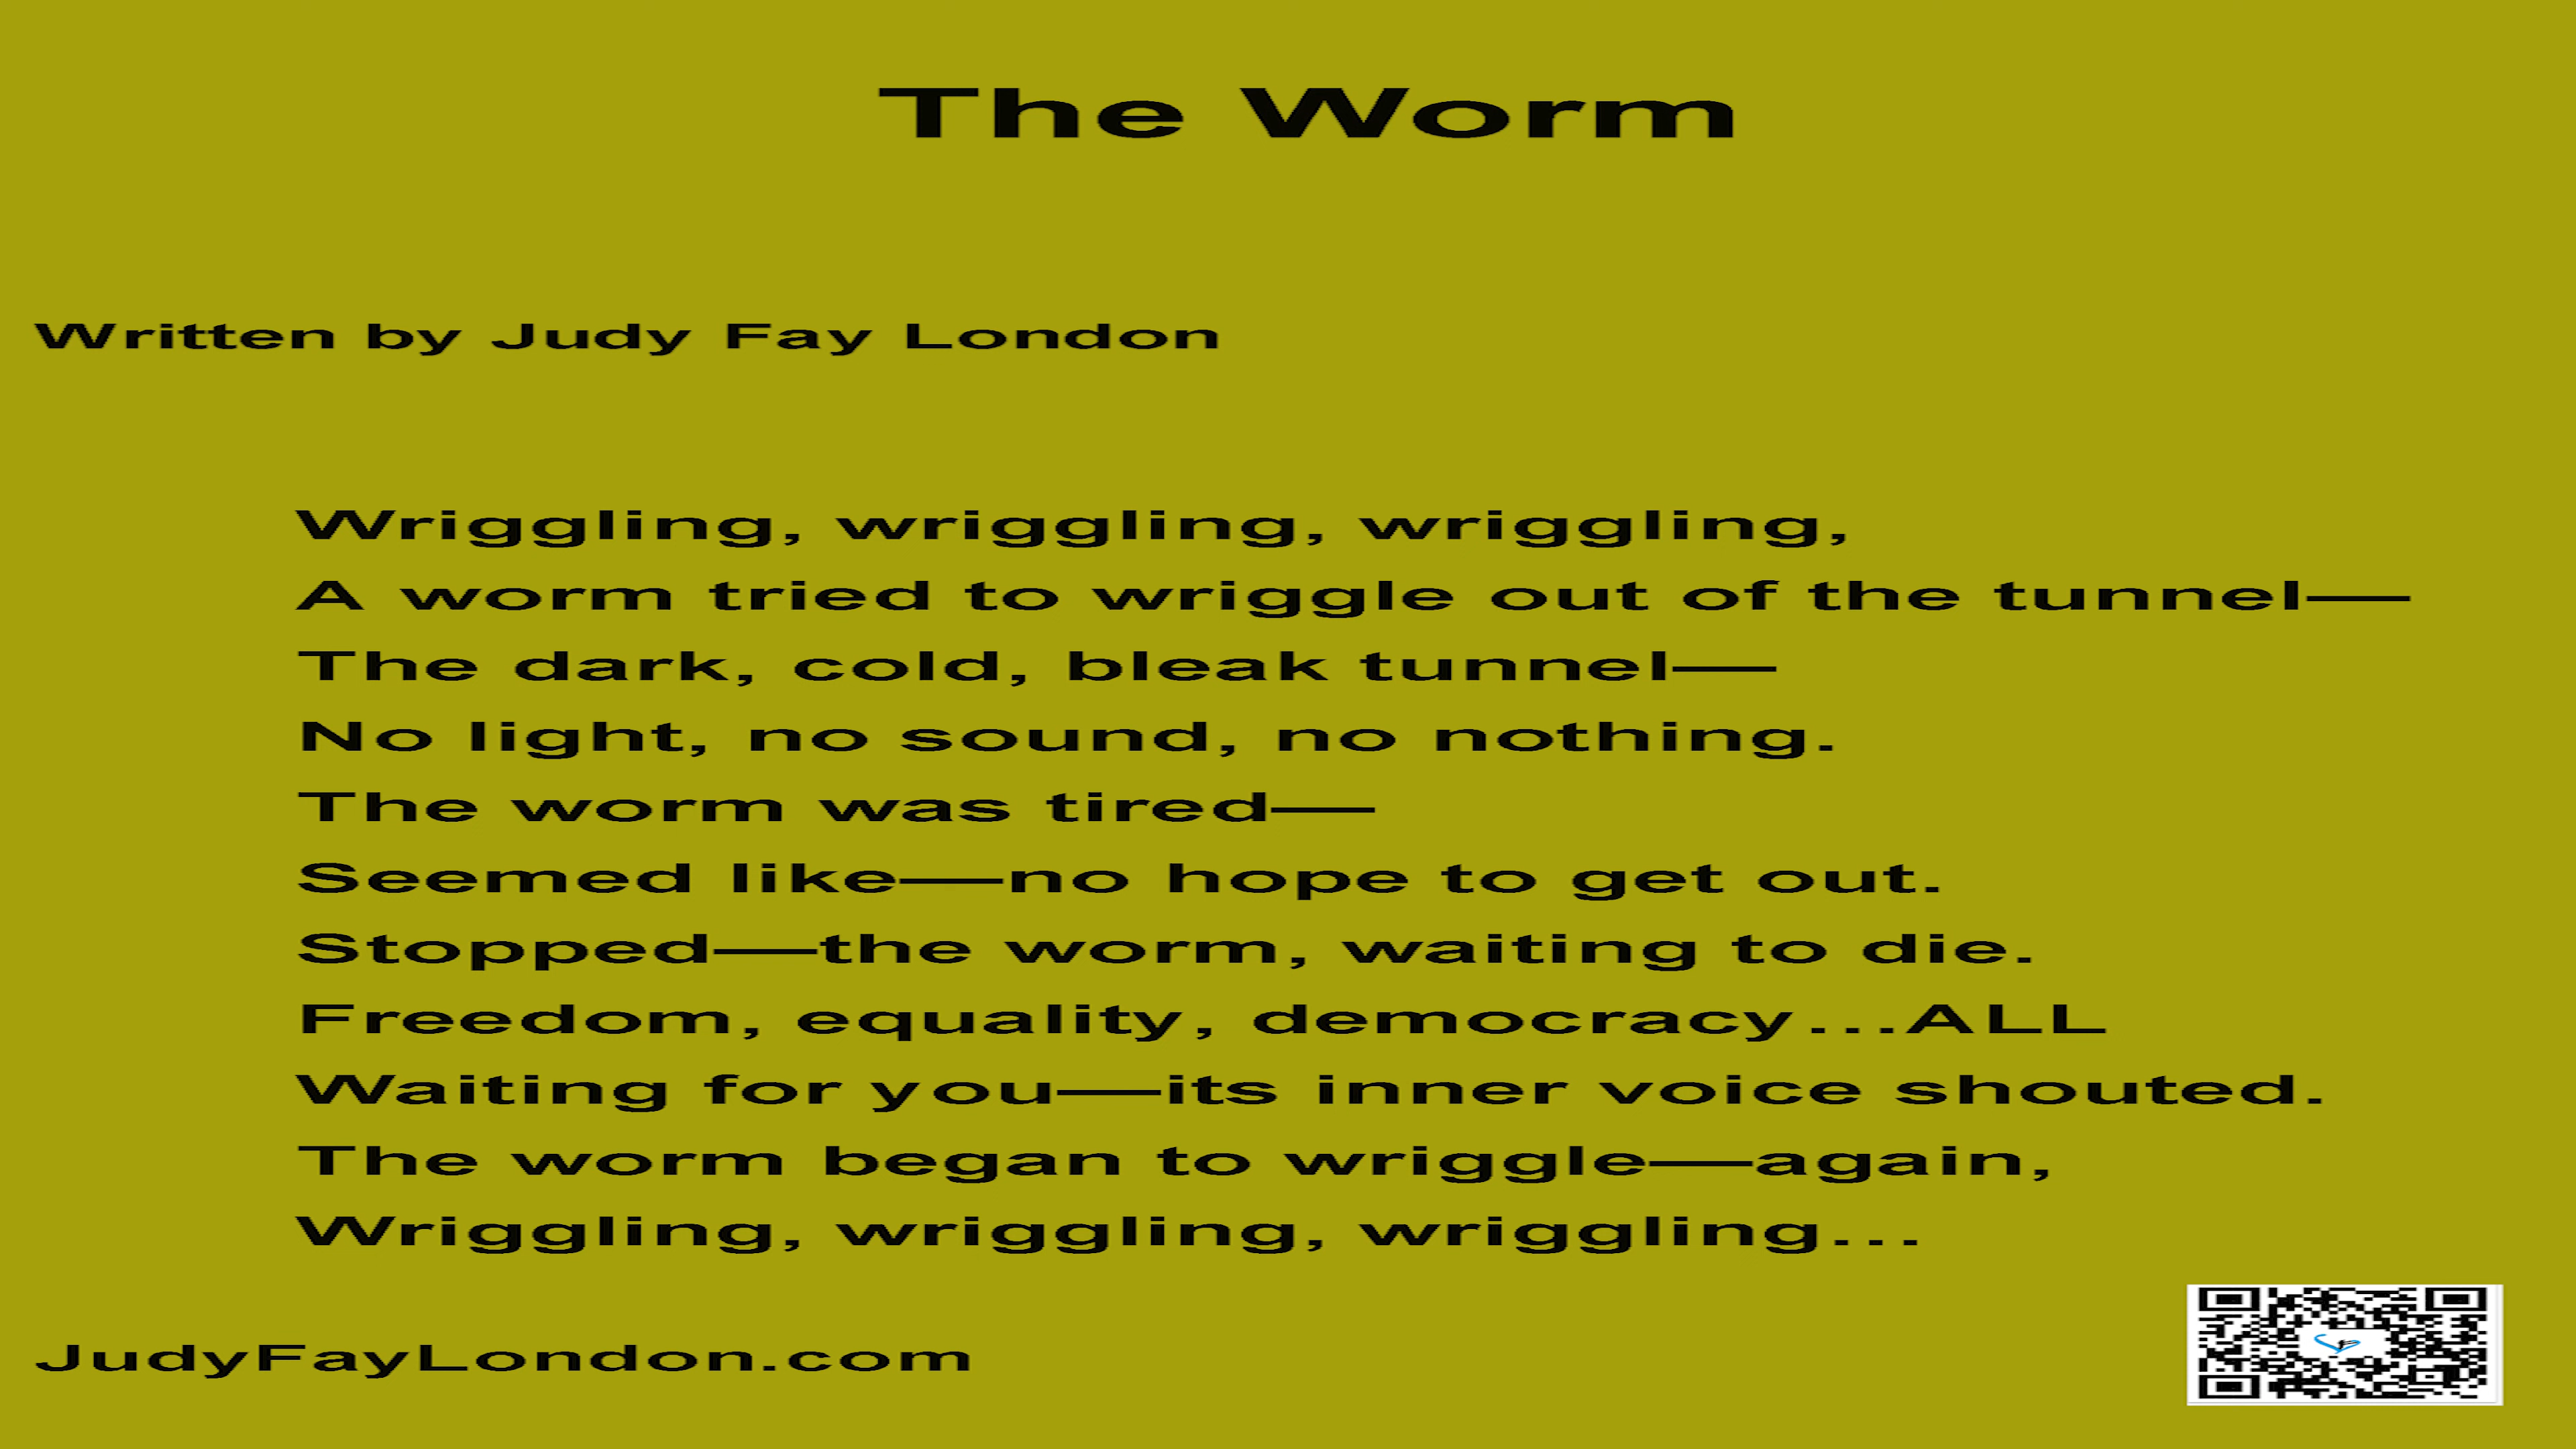 The Worm
Written by Judy Fay London
Wriggling, wriggling, wriggling,
A worm tried to wriggle out of the tunnel—
The dark, cold, bleak tunnel—
No light, no sound, no nothing.
The worm was tired—
Seemed like—no hope to get out.
Stopped—the worm, waiting to die.
Freedom, equality, democracy...ALL
Waiting for you—its inner voice shouted.
The worm began to wriggle—again,
Wriggling, wriggling, wriggling...
JudyFayLondon.com